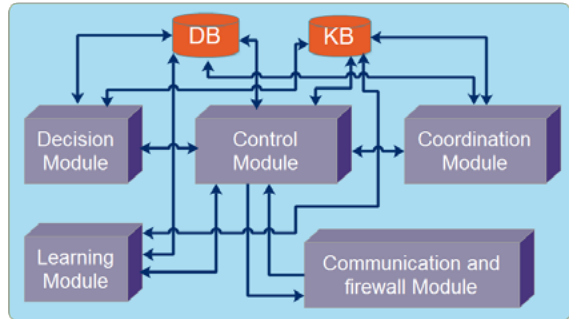 DB
KB
Decision
Module
Control
Module
Coordination
Module
Learning
Module
Communication and
firewall Module